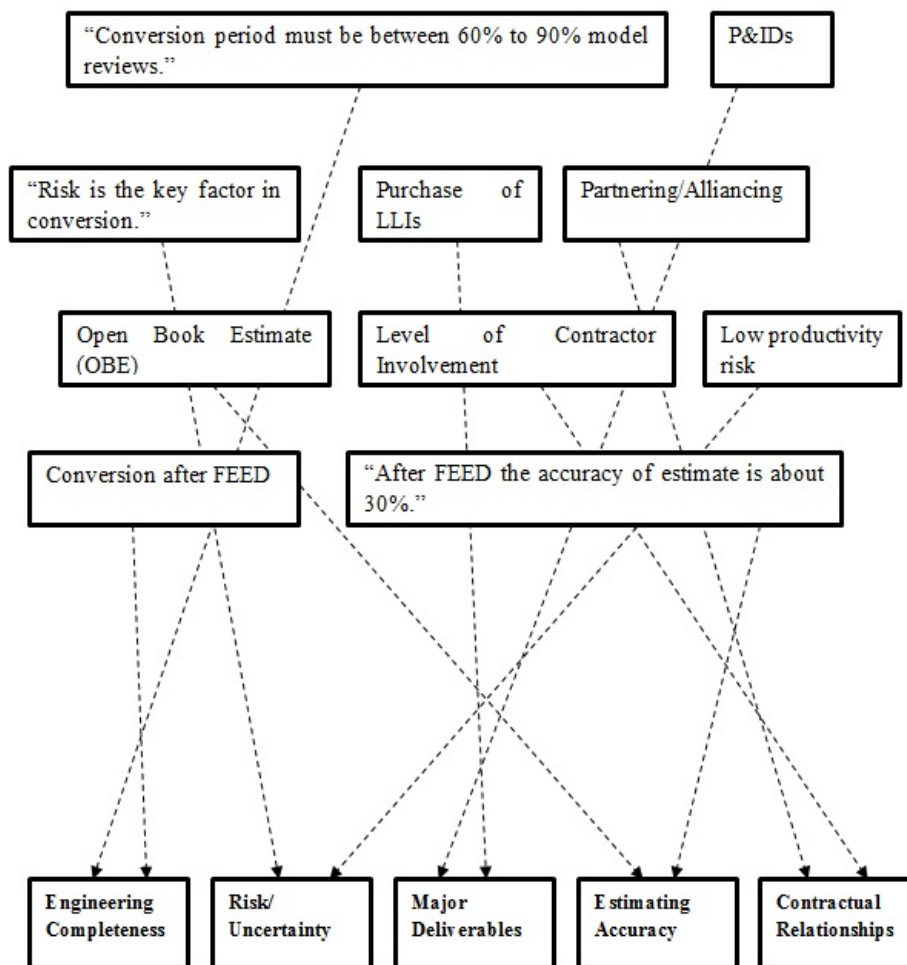 “Conversion period must be between 60% to 90% model
reviews.”
P&IDs
“Risk is the key factor in
conversion.”
Purchase of
LLIs
Partnering/Alliancing
Open Book Estimate
(OBE)
Level of Contractor
Involvement
Low productivity
risk
Conversion after FEED
“After FEED the accuracy of estimate is about
30%.”
Engineering
Completeness
Risk/
Uncertainty
Major
Deliverables
Estimating
Accuracy
Contractual
Relationships